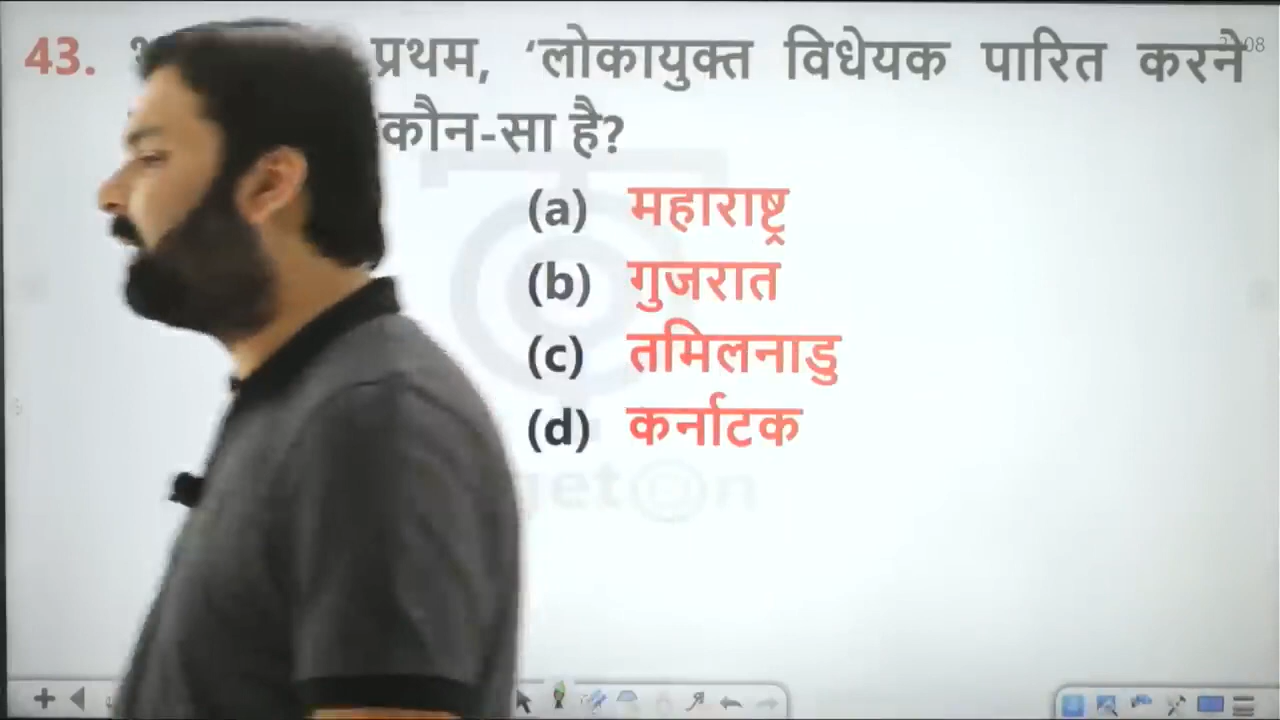 43. प्रथम, ‘लोकायुक्त विधेयक पारित करने
कौन-सा है?
(a) महाराष्ट्र
(b) गुजरात
(c) तमिलनाडु
(d) कर्नाटक